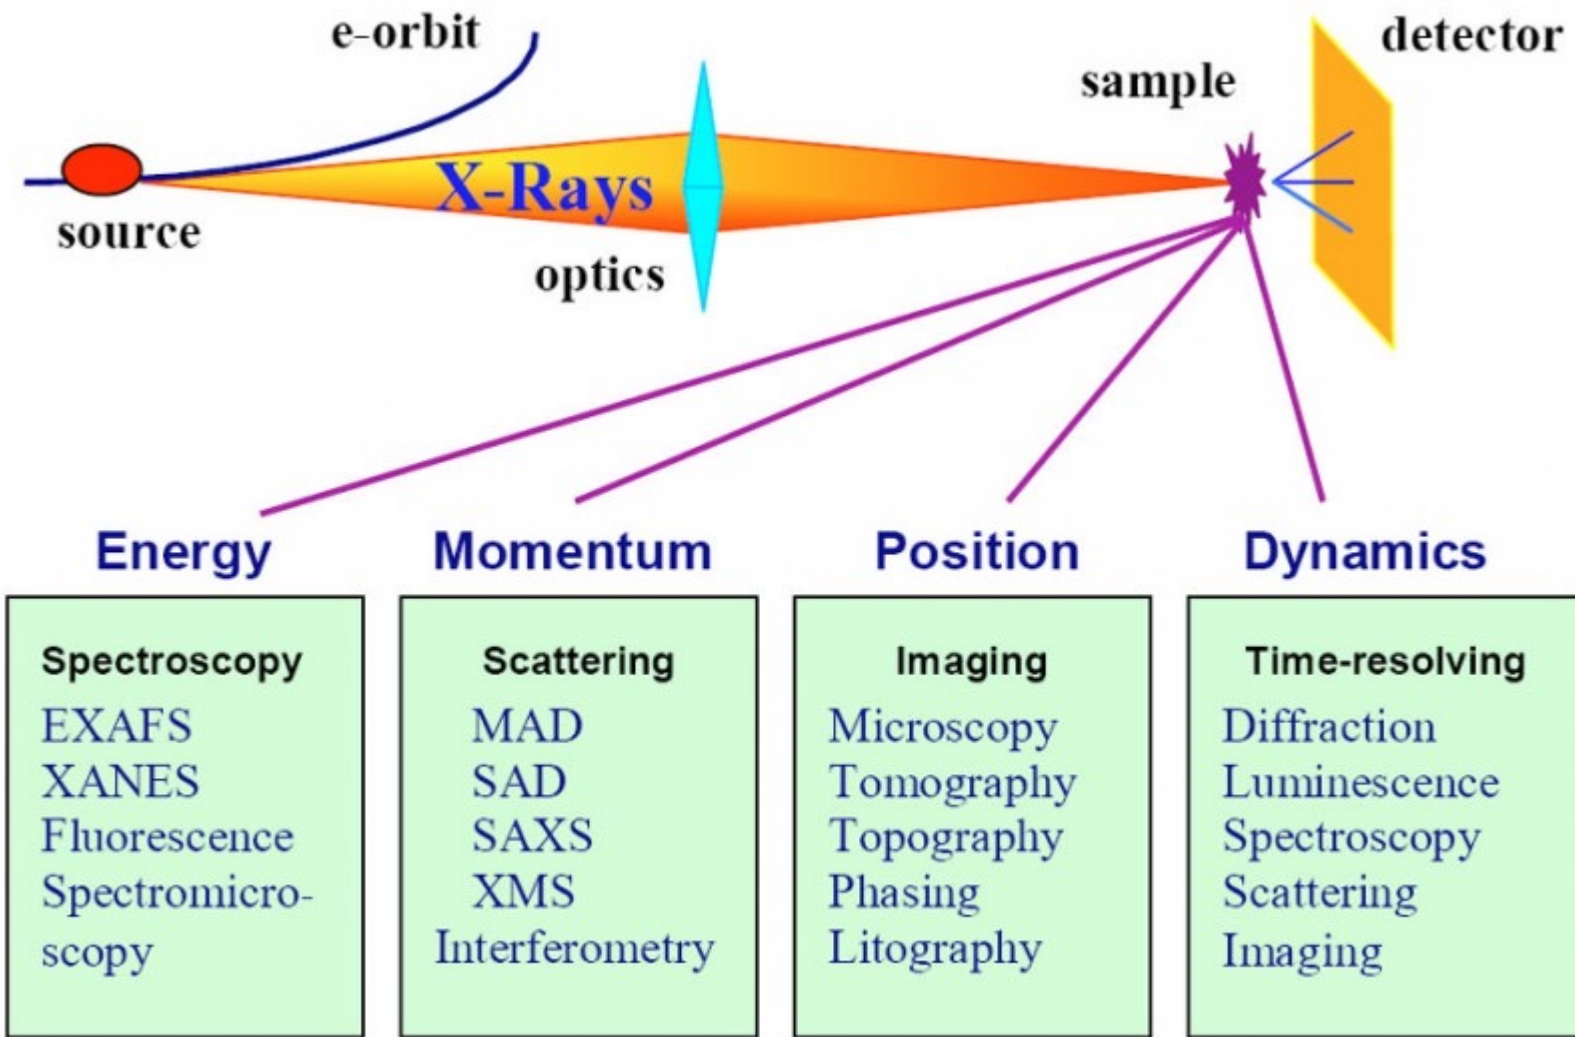 e-orbit
detector
sample
X-Rays
source
optics
Energy
Momentum
Position
Dynamics
Spectroscopy
EXAFS
XANES
Fluorescence
Spectromicro-
scopy
Scattering
MAD
SAD
SAXS
XMS
Interferometry
Imaging
Microscopy
Tomography
Topography
Phasing
Litography
Time-resolving
Diffraction
Luminescence
Spectroscopy
Scattering
Imaging